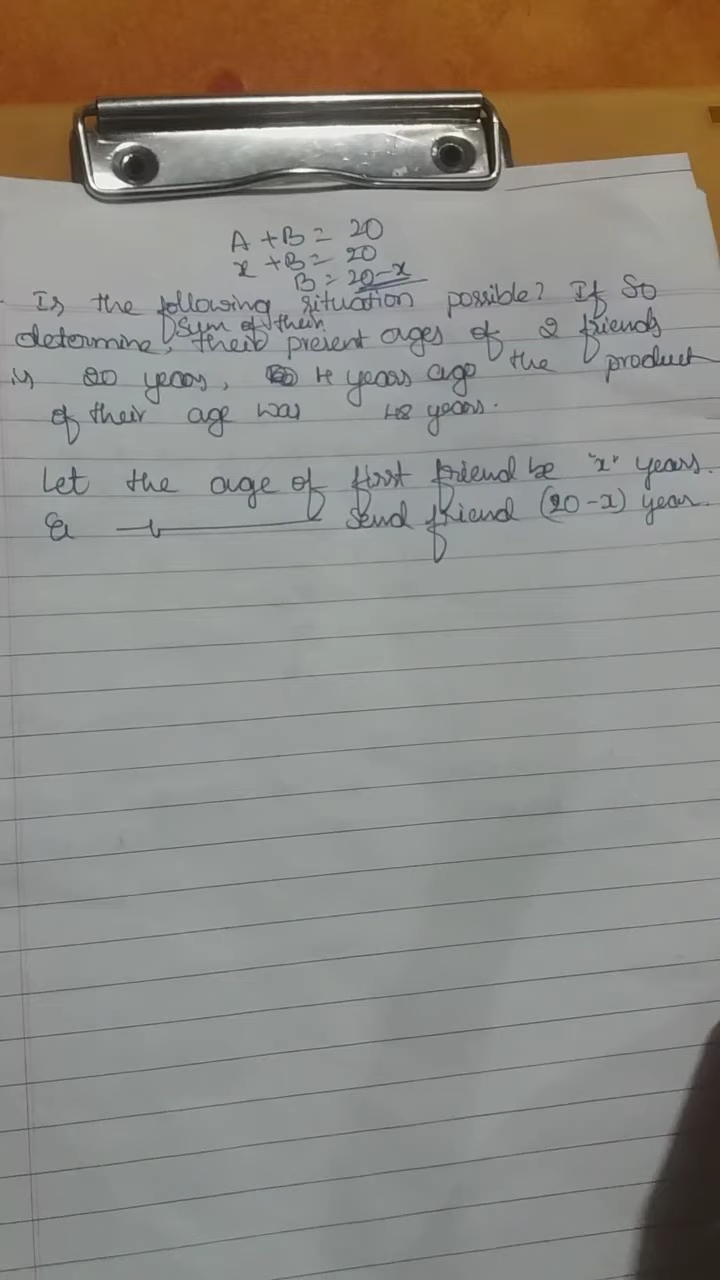 A + B = 20
x + B = 20
B = 20 - x
Is the following situation possible? If So
Sum of their
determine, their present ages of 2 friends
is 20 years, 4 years ago the product
of their age was 48 years.
Let the age of first friend be "x" years.
& friend (20-x) year.